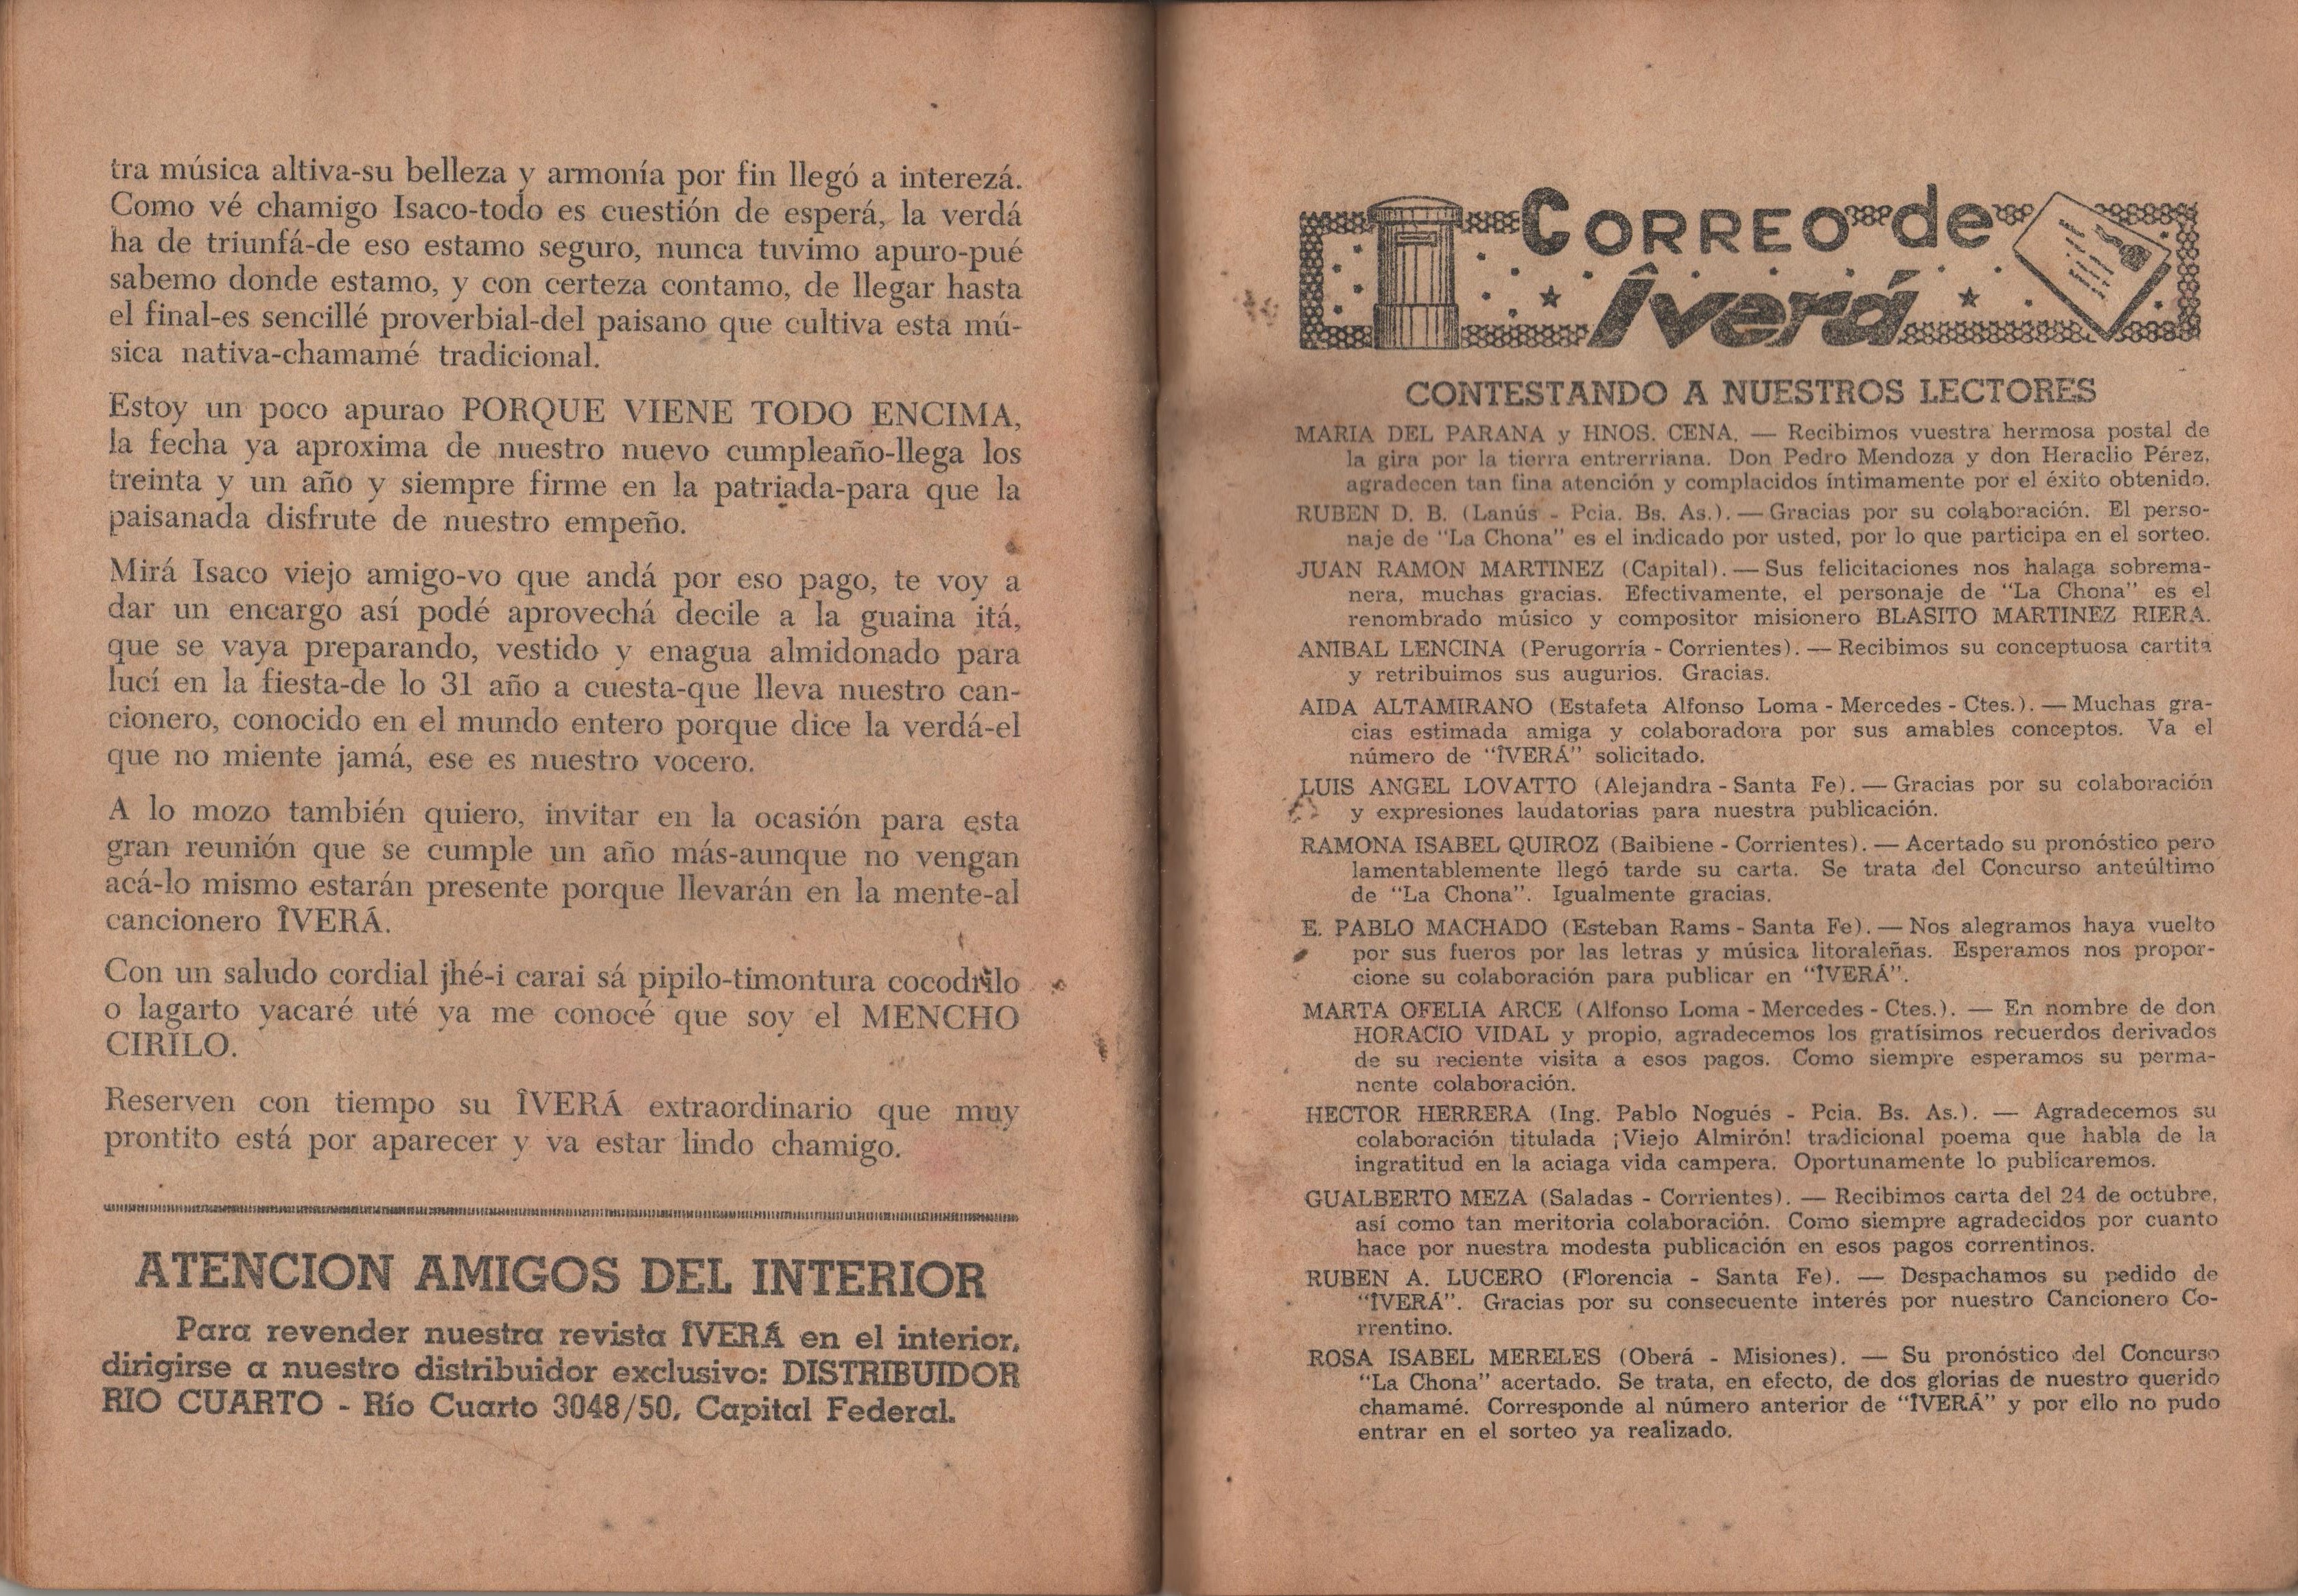 tra música altiva-su belleza y armonía por fin llegó a interezá.
Como vé chamigo Isaco-todo es cuestión de esperá, la verdá
ha de triunfá-de eso estamo seguro, nunca tuvimo apuro-pué
sabemo donde estamo, y con certeza contamo, de llegar hasta
el final-es sencillé proverbial-del paisano que cultiva esta mú-
sica nativa-chamamé tradicional.
Estoy un poco apurao PORQUE VIENE TODO ENCIMA,
la fecha ya aproxima de nuestro nuevo cumpleaño-llega los
treinta y un año y siempre firme en la patriada-para que la
paisanada disfrute de nuestro empeño.
Mirá Isaco viejo amigo-vo que andá por eso pago, te voy a
dar un encargo así podé aprovechá decile a la guaina itá,
que se vaya preparando, vestido y enagua almidonado para
lucí en la fiesta-de lo 31 año a cuesta-que lleva nuestro can-
cionero, conocido en el mundo entero porque dice la verdá-el
que no miente jamá, ese es nuestro vocero.
A lo mozo también quiero, invitar en la ocasión para esta
gran reunión que se cumple un año más-aunque no vengan
acá-lo mismo estarán presente porque llevarán en la mente-al
cancionero ÎVERÁ.
Con un saludo cordial jhé-i carai sá pipilo-timontura cocodrilo
o lagarto yacaré uté ya me conocé que soy el MENCHO
CIRILO.
Reserven con tiempo su ÎVERÁ extraordinario que muy
prontito está por aparecer y va estar lindo chamigo.
ATENCION AMIGOS DEL INTERIOR
Para revender nuestra revista ÎVERÁ en el interior,
dirigirse a nuestro distribuidor exclusivo: DISTRIBUIDOR
RIO CUARTO - Río Cuarto 3048/50, Capital Federal.
CORREO de
Îverá
CONTESTANDO A NUESTROS LECTORES
MARIA DEL PARANA y HNOS. CENA. — Recibimos vuestra hermosa postal de
la gira por la tierra entrerriana. Don Pedro Mendoza y don Heraclio Pérez,
agradecen tan fina atención y complacidos íntimamente por el éxito obtenido.
RUBEN D. B. (Lanús - Pcia. Bs. As.). — Gracias por su colaboración. El perso-
naje de "La Chona" es el indicado por usted, por lo que participa en el sorteo.
JUAN RAMON MARTINEZ (Capital). — Sus felicitaciones nos halaga sobrema-
nera, muchas gracias. Efectivamente, el personaje de "La Chona" es el
renombrado músico y compositor misionero BLASITO MARTINEZ RIERA.
ANIBAL LENCINA (Perugorría - Corrientes). — Recibimos su conceptuosa cartita
y retribuimos sus augurios. Gracias.
AIDA ALTAMIRANO (Estafeta Alfonso Loma - Mercedes - Ctes.). — Muchas gra-
cias estimada amiga y colaboradora por sus amables conceptos. Va el
número de "ÎVERÁ" solicitado.
LUIS ANGEL LOVATTO (Alejandra - Santa Fe). — Gracias por su colaboración
y expresiones laudatorias para nuestra publicación.
RAMONA ISABEL QUIROZ (Baibiene - Corrientes). — Acertado su pronóstico pero
lamentablemente llegó tarde su carta. Se trata del Concurso anteúltimo
de "La Chona". Igualmente gracias.
E. PABLO MACHADO (Esteban Rams - Santa Fe). — Nos alegramos haya vuelto
por sus fueros por las letras y música litoraleñas. Esperamos nos propor-
cione su colaboración para publicar en "ÎVERÁ".
MARTA OFELIA ARCE (Alfonso Loma - Mercedes - Ctes.). — En nombre de don
HORACIO VIDAL y propio, agradecemos los gratísimos recuerdos derivados
de su reciente visita a esos pagos. Como siempre esperamos su perma-
nente colaboración.
HECTOR HERRERA (Ing. Pablo Nogués - Pcia. Bs. As.). — Agradecemos su
colaboración titulada ¡Viejo Almirón! tradicional poema que habla de la
ingratitud en la aciaga vida campera. Oportunamente lo publicaremos.
GUALBERTO MEZA (Saladas - Corrientes). — Recibimos carta del 24 de octubre,
así como tan meritoria colaboración. Como siempre agradecidos por cuanto
hace por nuestra modesta publicación en esos pagos correntinos.
RUBEN A. LUCERO (Florencia - Santa Fe). — Despachamos su pedido de
"ÎVERÁ". Gracias por su consecuente interés por nuestro Cancionero Co-
rrentino.
ROSA ISABEL MERELES (Oberá - Misiones). — Su pronóstico del Concurso
"La Chona" acertado. Se trata, en efecto, de dos glorias de nuestro querido
chamamé. Corresponde al número anterior de "ÎVERÁ" y por ello no pudo
entrar en el sorteo ya realizado.